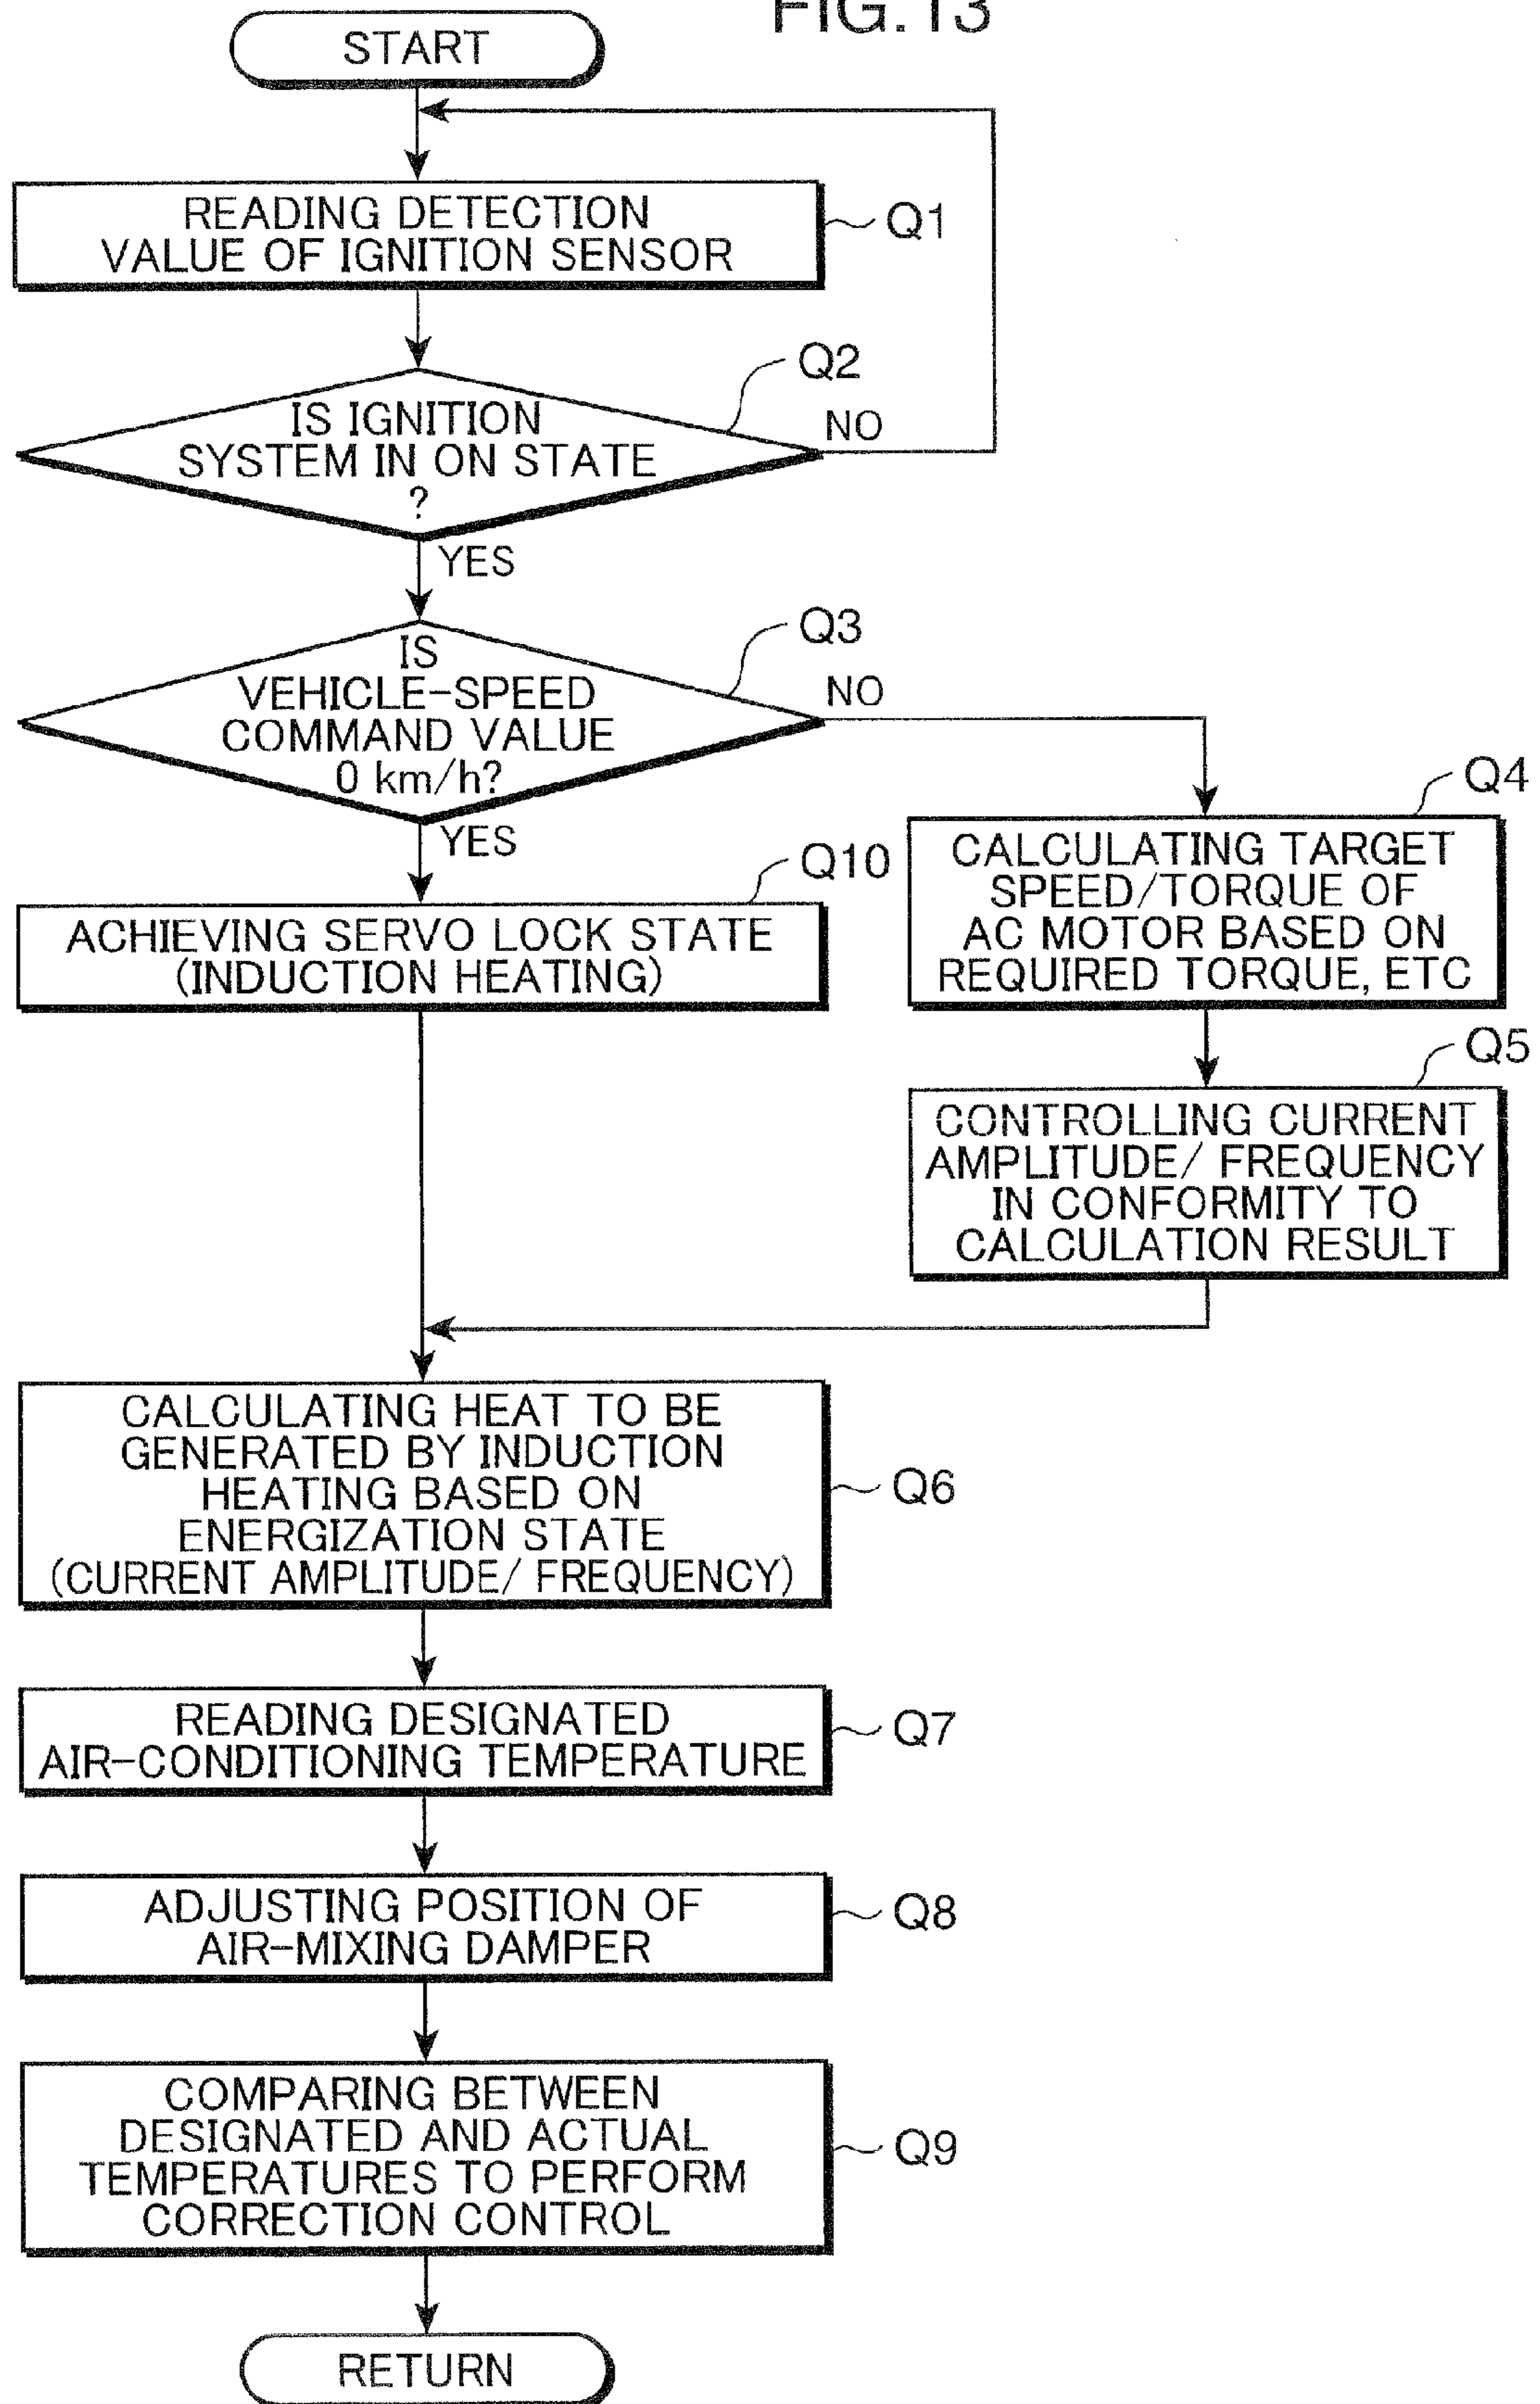 FIG.13
START
READING DETECTION
VALUE OF IGNITION SENSOR
Q1
IS IGNITION
SYSTEM IN ON STATE
?
Q2
NO
YES
IS
VEHICLE-SPEED
COMMAND VALUE
0 km/h?
Q3
NO
YES
Q4
CALCULATING TARGET
SPEED/TORQUE OF
AC MOTOR BASED ON
REQUIRED TORQUE, ETC
Q10
ACHIEVING SERVO LOCK STATE
(INDUCTION HEATING)
Q5
CONTROLLING CURRENT
AMPLITUDE/ FREQUENCY
IN CONFORMITY TO
CALCULATION RESULT
CALCULATING HEAT TO BE
GENERATED BY INDUCTION
HEATING BASED ON
ENERGIZATION STATE
(CURRENT AMPLITUDE/ FREQUENCY)
Q6
READING DESIGNATED
AIR-CONDITIONING TEMPERATURE
Q7
ADJUSTING POSITION OF
AIR-MIXING DAMPER
Q8
COMPARING BETWEEN
DESIGNATED AND ACTUAL
TEMPERATURES TO PERFORM
CORRECTION CONTROL
Q9
RETURN